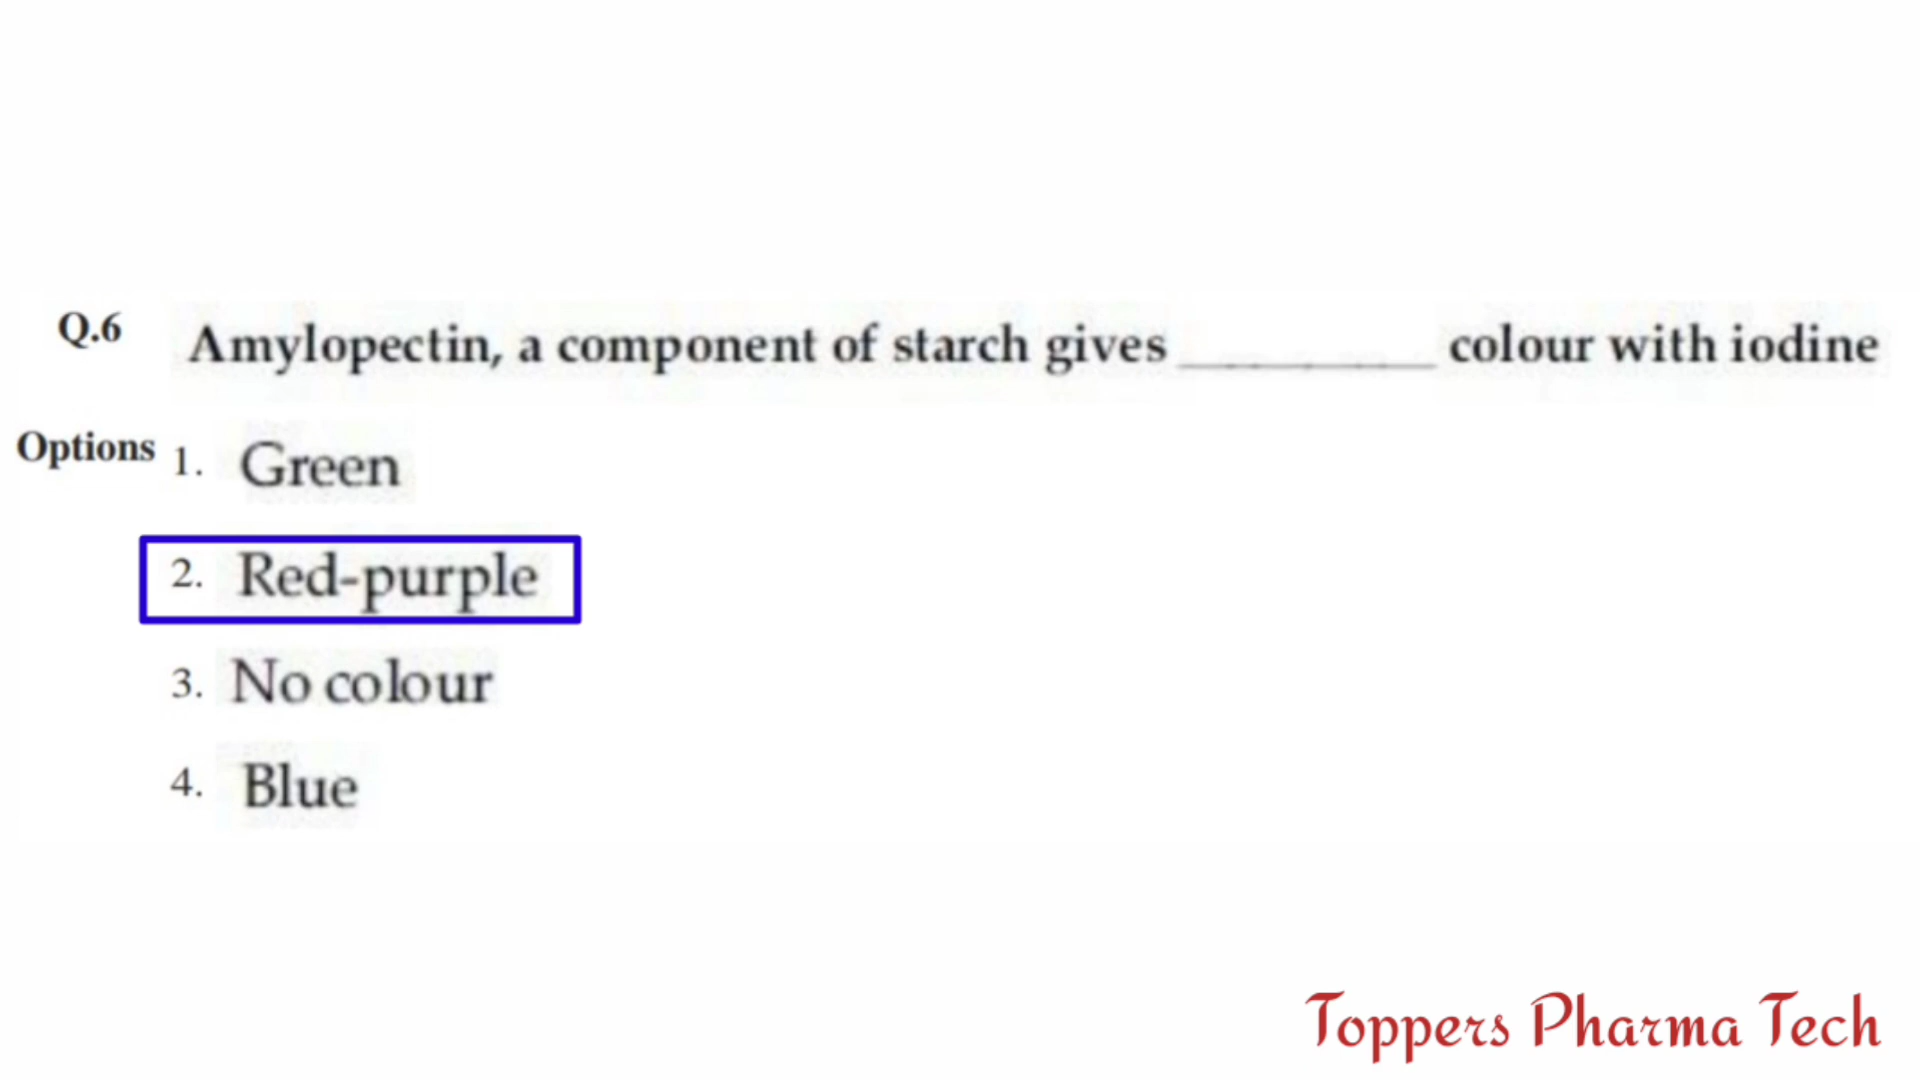 Q.6 Amylopectin, a component of starch gives ________ colour with iodine
Options 1. Green
2. Red-purple
3. No colour
4. Blue
Toppers Pharma Tech